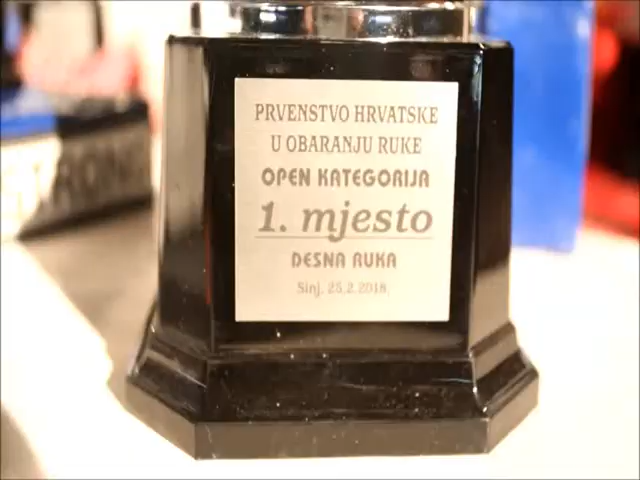 PRVENSTVO HRVATSKE
U OBARANJU RUKE
OPEN KATEGORIJA
1. mjesto
DESNA RUKA
Sinj, 25.2.2018.